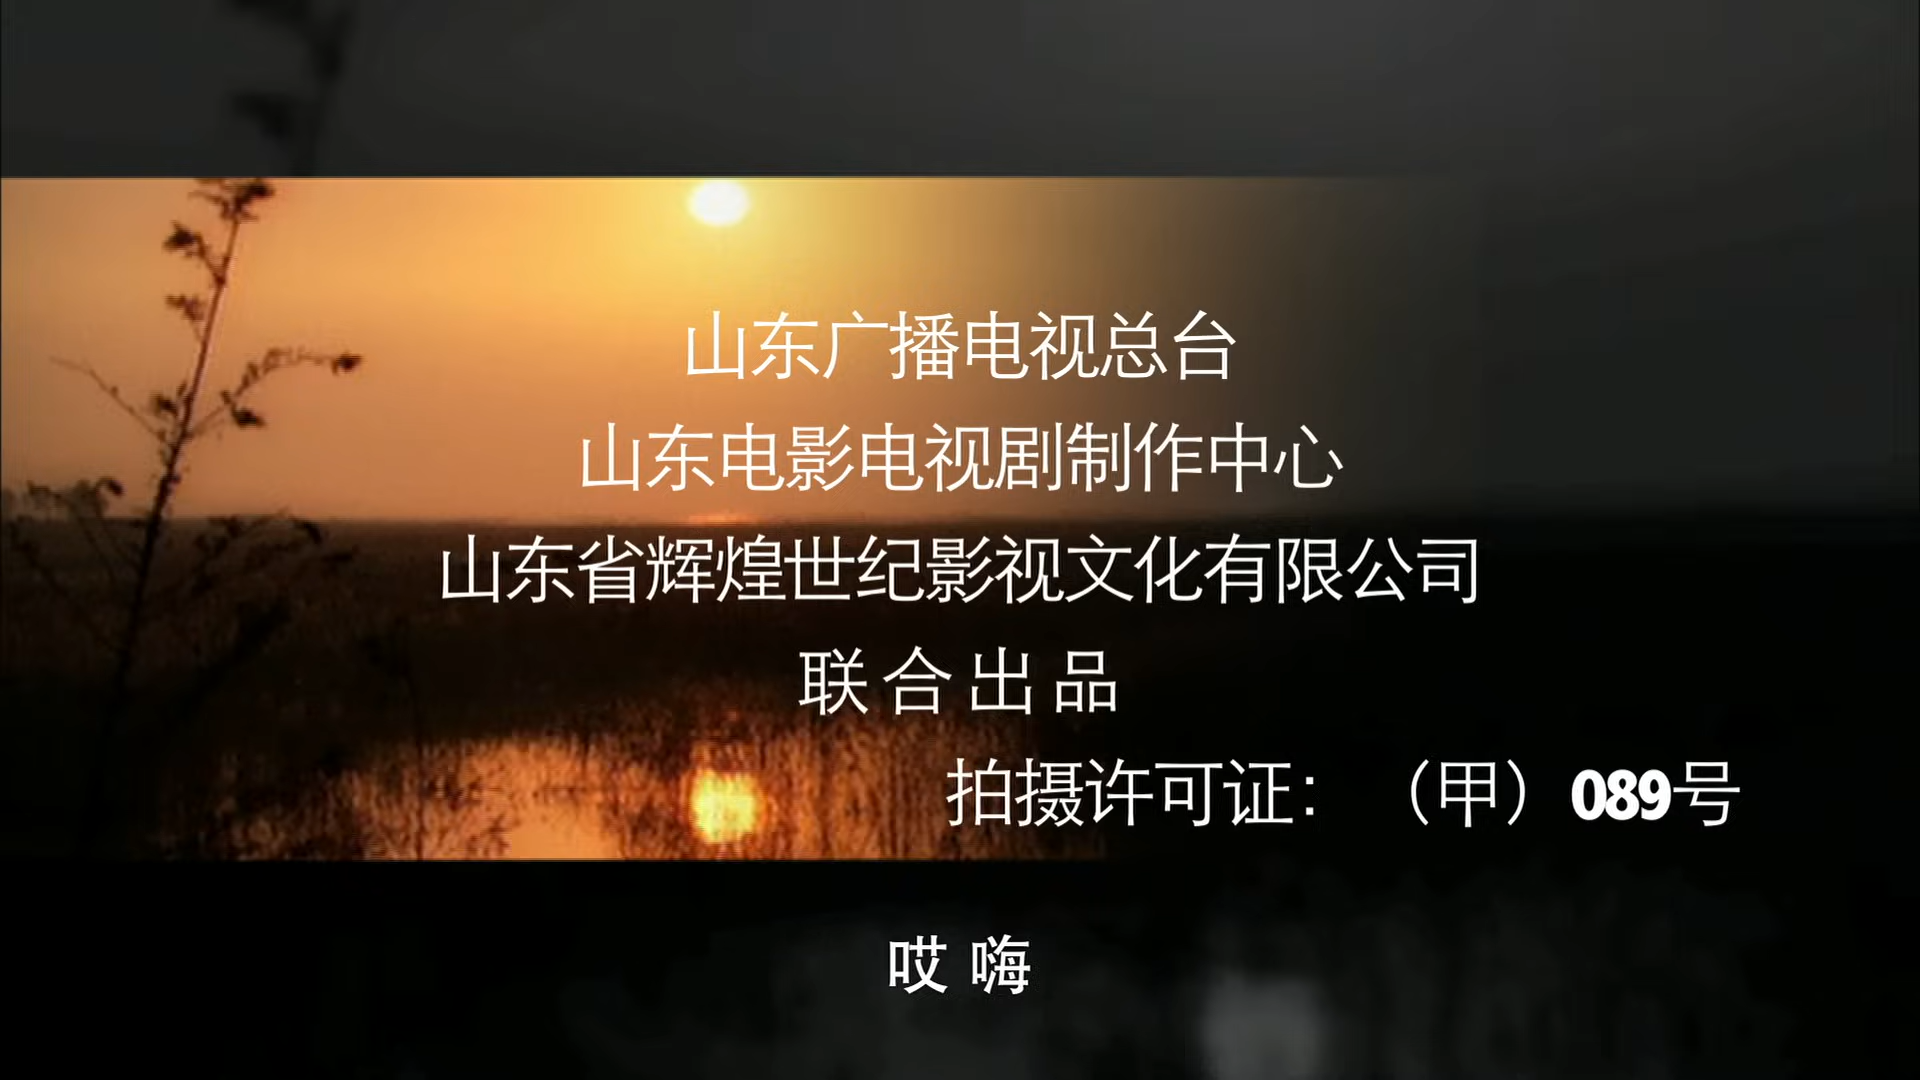 山东广播电视总台
山东电影电视剧制作中心
山东省辉煌世纪影视文化有限公司
联合出品
拍摄许可证：（甲）089号
哎 嗨